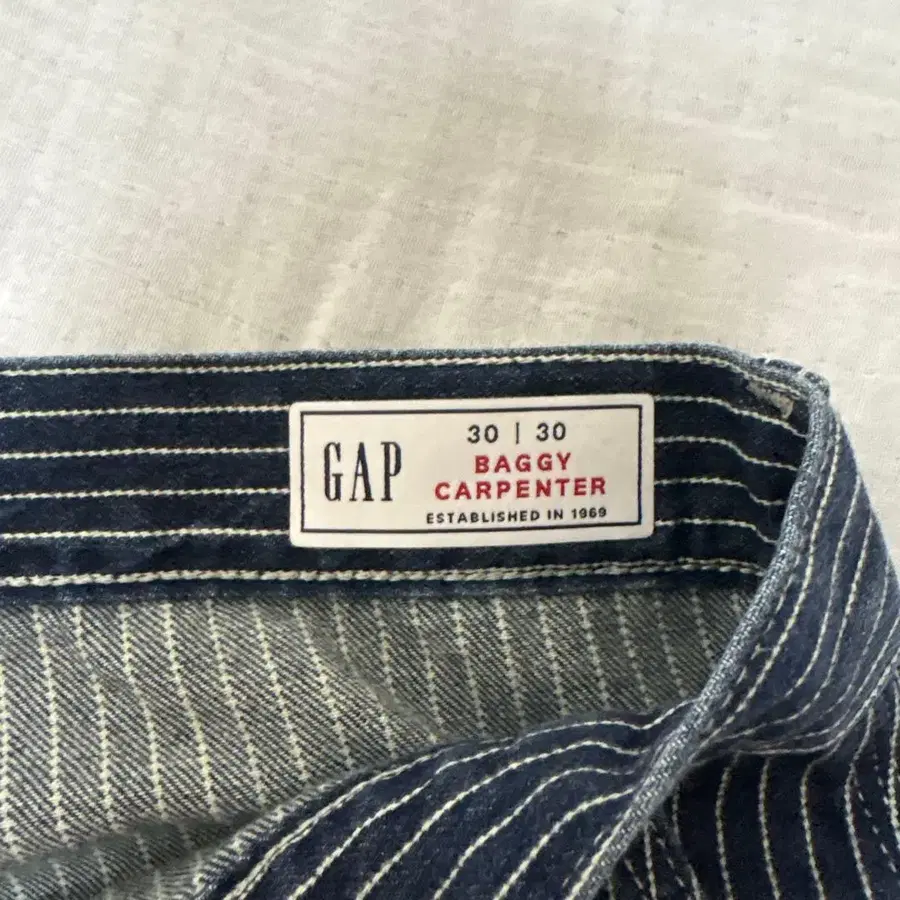 GAP
30 | 30
BAGGY
CARPENTER
ESTABLISHED IN 1969